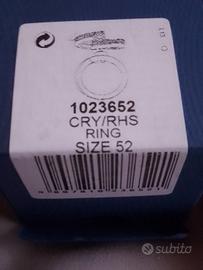 1023652
CRY/RHS
RING
SIZE 52
subito